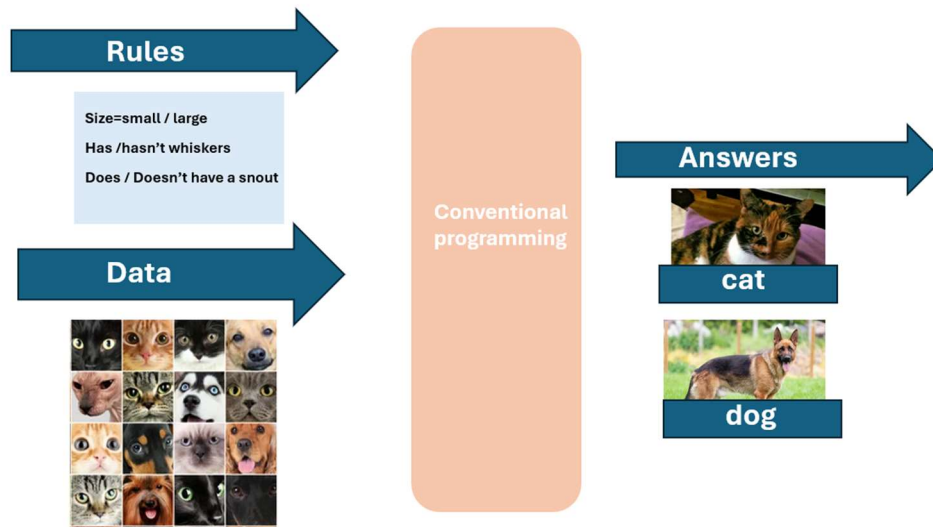 Rules
Size=small / large
Has /hasn't whiskers
Does / Doesn't have a snout
Data
Conventional
programming
Answers
cat
dog